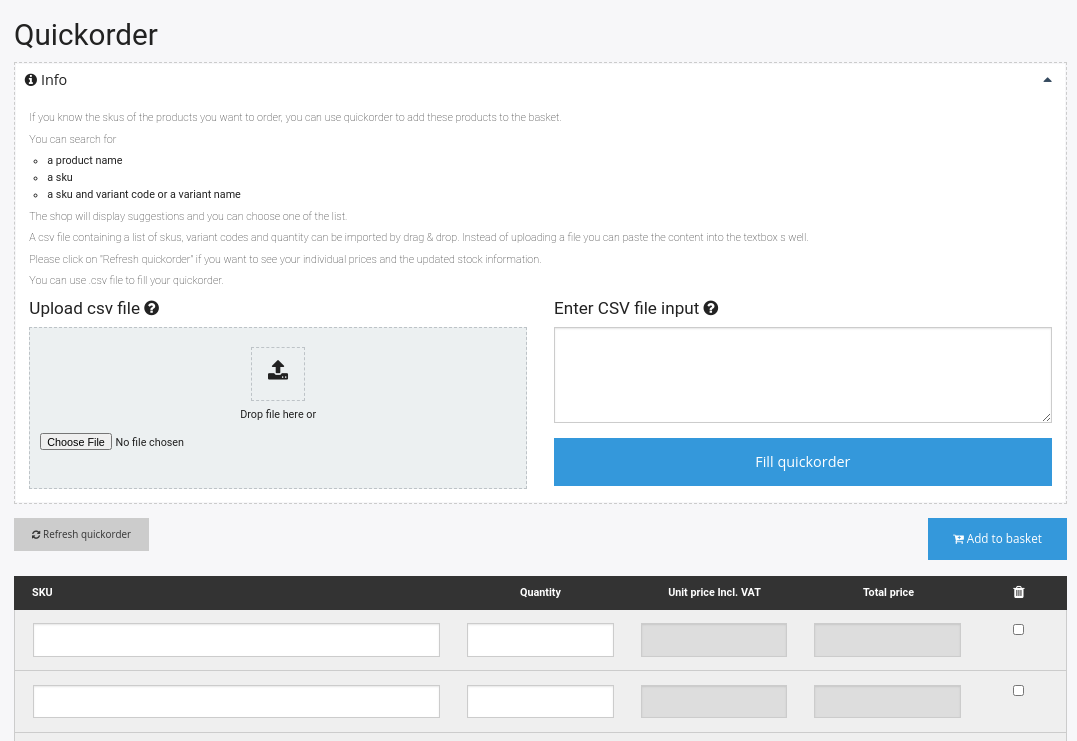 Quickorder
Info
If you know the skus of the products you want to order, you can use quickorder to add these products to the basket.
You can search for
a product name
a sku
a sku and variant code or a variant name
The shop will display suggestions and you can choose one of the list.
A csv file containing a list of skus, variant codes and quantity can be imported by drag & drop. Instead of uploading a file you can paste the content into the textbox s well.
Please click on "Refresh quickorder" if you want to see your individual prices and the updated stock information.
You can use .csv file to fill your quickorder.
Upload csv file
Enter CSV file input
Drop file here or
Choose File No file chosen
Fill quickorder
Refresh quickorder
Add to basket
SKU Quantity Unit price Incl. VAT Total price